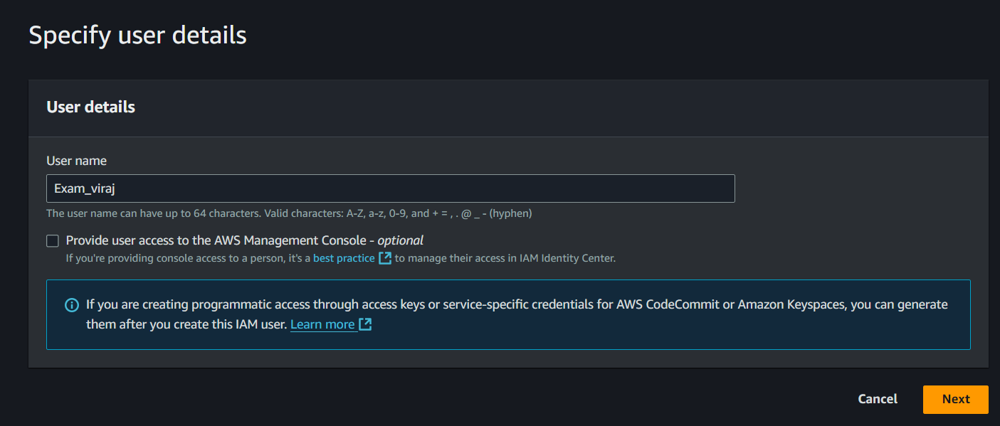 Specify user details
User details
User name
Exam_viraj
The user name can have up to 64 characters. Valid characters: A-Z, a-z, 0-9, and + = , . @ _ - (hyphen)
Provide user access to the AWS Management Console - optional
If you're providing console access to a person, it's a best practice to manage their access in IAM Identity Center.
If you are creating programmatic access through access keys or service-specific credentials for AWS CodeCommit or Amazon Keyspaces, you can generate
them after you create this IAM user. Learn more
Cancel Next